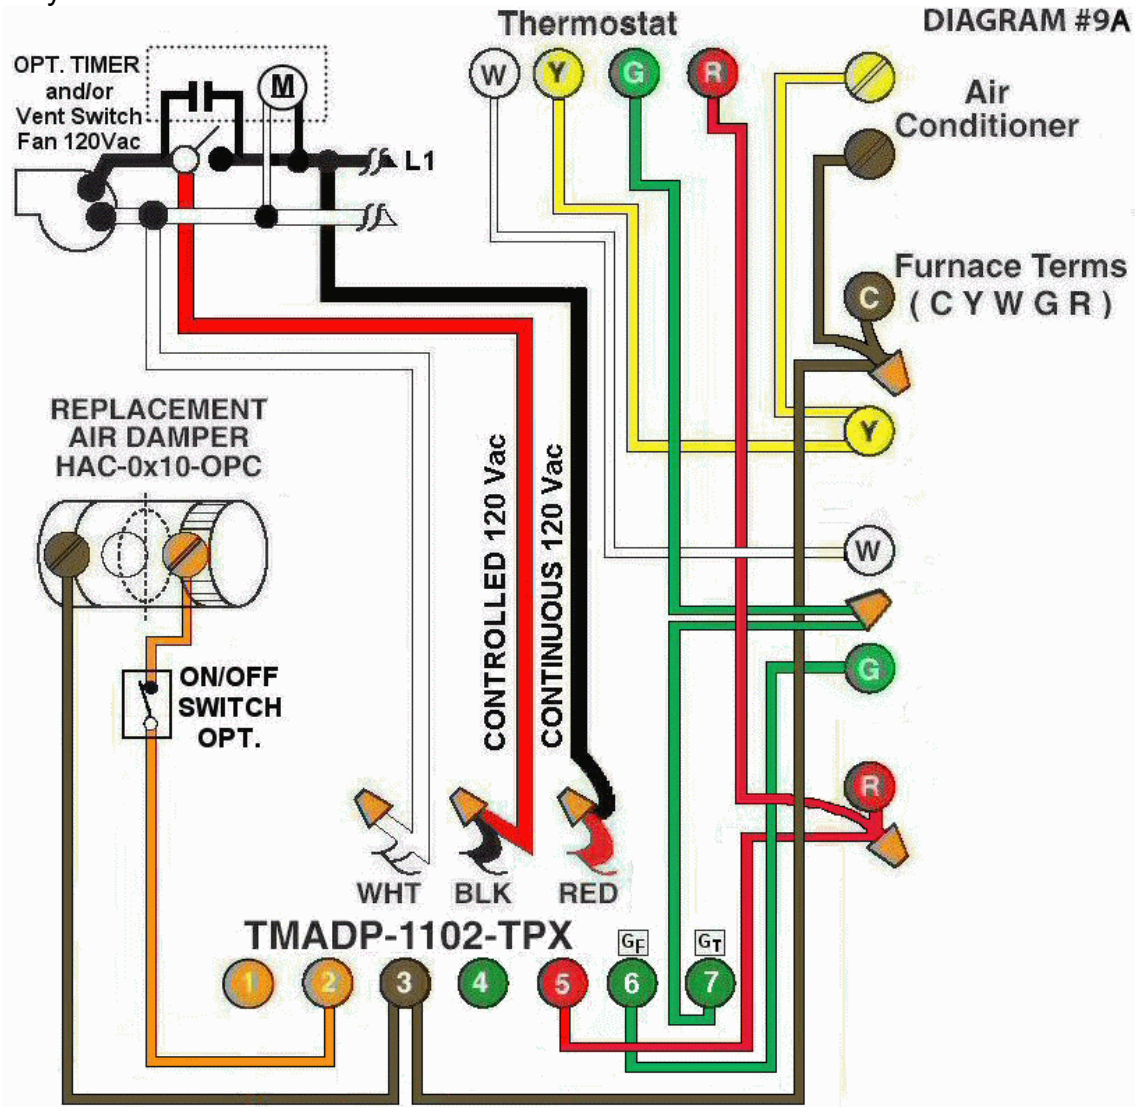 Thermostat
DIAGRAM #9A
OPT. TIMER
and/or
Vent Switch
Fan 120Vac
M
W
Y
G
R
Air
Conditioner
L1
Furnace Terms
( C Y W G R )
C
REPLACEMENT
AIR DAMPER
HAC-0x10-OPC
Y
CONTROLLED 120 Vac
CONTINUOUS 120 Vac
W
G
ON/OFF
SWITCH
OPT.
R
WHT
BLK
RED
TMADP-1102-TPX
GF
GT
1
2
3
4
5
6
7